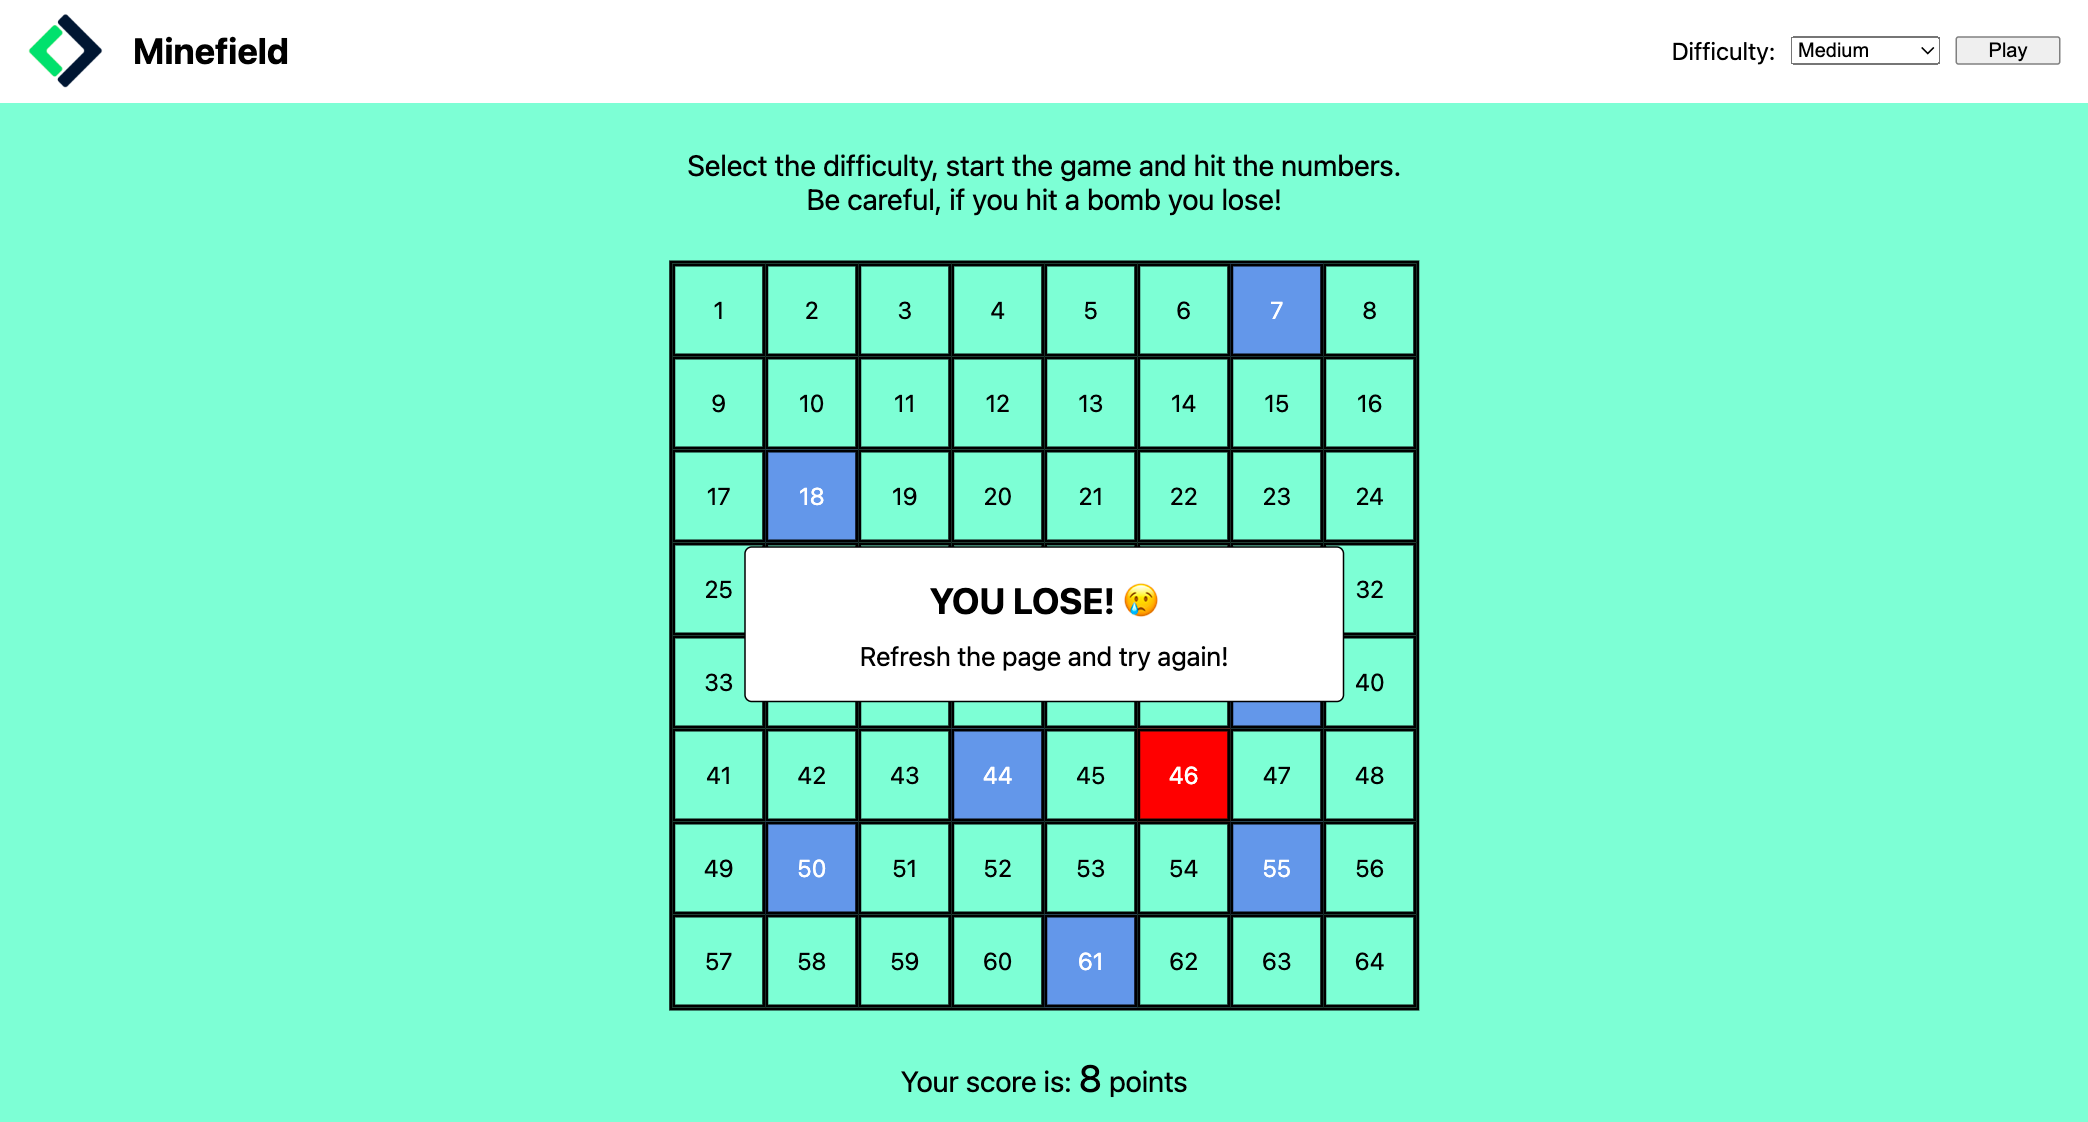 Minefield
Difficulty: Medium Play
Select the difficulty, start the game and hit the numbers.
Be careful, if you hit a bomb you lose!
1 2 3 4 5 6 7 8
9 10 11 12 13 14 15 16
17 18 19 20 21 22 23 24
25 32
YOU LOSE! 😢
Refresh the page and try again!
33 40
41 42 43 44 45 46 47 48
49 50 51 52 53 54 55 56
57 58 59 60 61 62 63 64
Your score is: 8 points